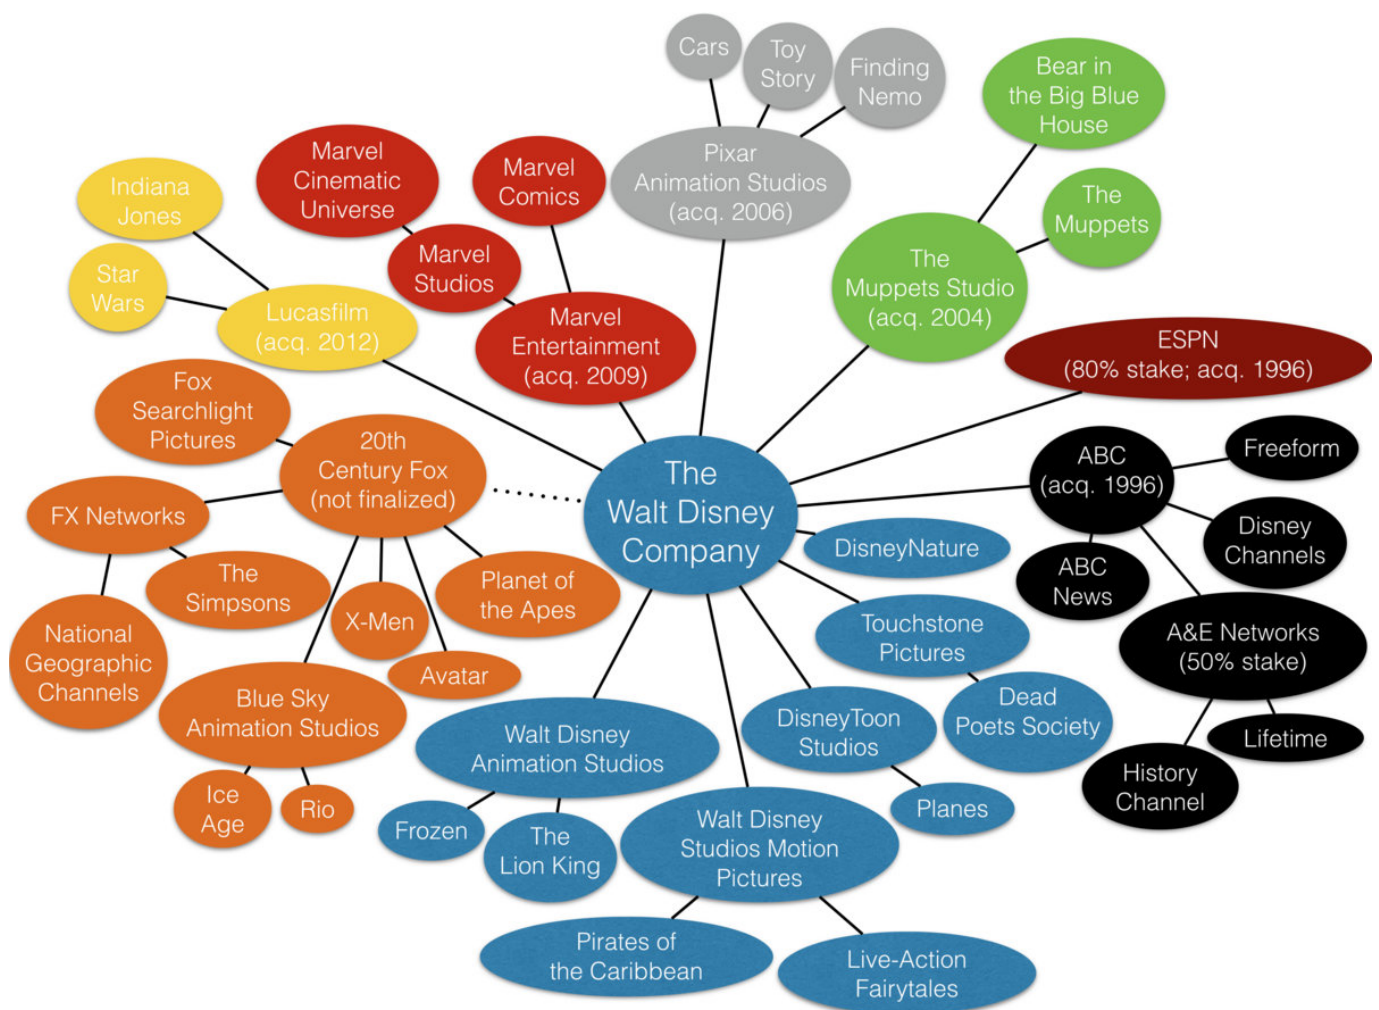 Cars
Toy
Story
Finding
Nemo
Pixar
Animation Studios
(acq. 2006)
Bear in
the Big Blue
House
The
Muppets
The
Muppets Studio
(acq. 2004)
Marvel
Cinematic
Universe
Marvel
Comics
Marvel
Studios
Marvel
Entertainment
(acq. 2009)
Indiana
Jones
Star
Wars
Lucasfilm
(acq. 2012)
ESPN
(80% stake; acq. 1996)
Fox
Searchlight
Pictures
20th
Century Fox
(not finalized)
FX Networks
The
Simpsons
National
Geographic
Channels
X-Men
Planet of
the Apes
Avatar
Blue Sky
Animation Studios
Ice
Age
Rio
The
Walt Disney
Company
ABC
(acq. 1996)
Freeform
Disney
Channels
ABC
News
A&E Networks
(50% stake)
Lifetime
History
Channel
DisneyNature
Touchstone
Pictures
Dead
Poets Society
DisneyToon
Studios
Planes
Walt Disney
Animation Studios
Frozen
The
Lion King
Walt Disney
Studios Motion
Pictures
Pirates of
the Caribbean
Live-Action
Fairytales